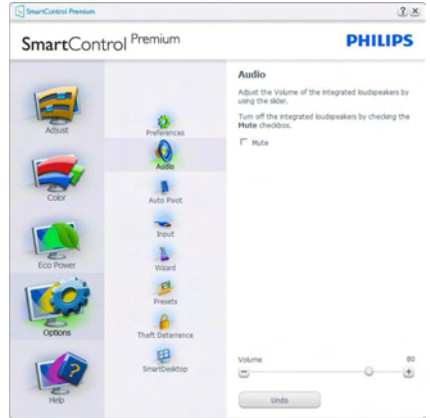 SmartControl Premium
SmartControl Premium
PHILIPS
Adjust
Color
Eco Power
Options
Help
Preferences
Audio
Auto Pivot
Input
Wizard
Presets
Theft Deterrence
SmartDesktop
Audio
Adjust the Volume of the integrated loudspeakers by
using the slider.
Turn off the integrated loudspeakers by checking the
Mute checkbox.
Mute
Volume 80
Undo